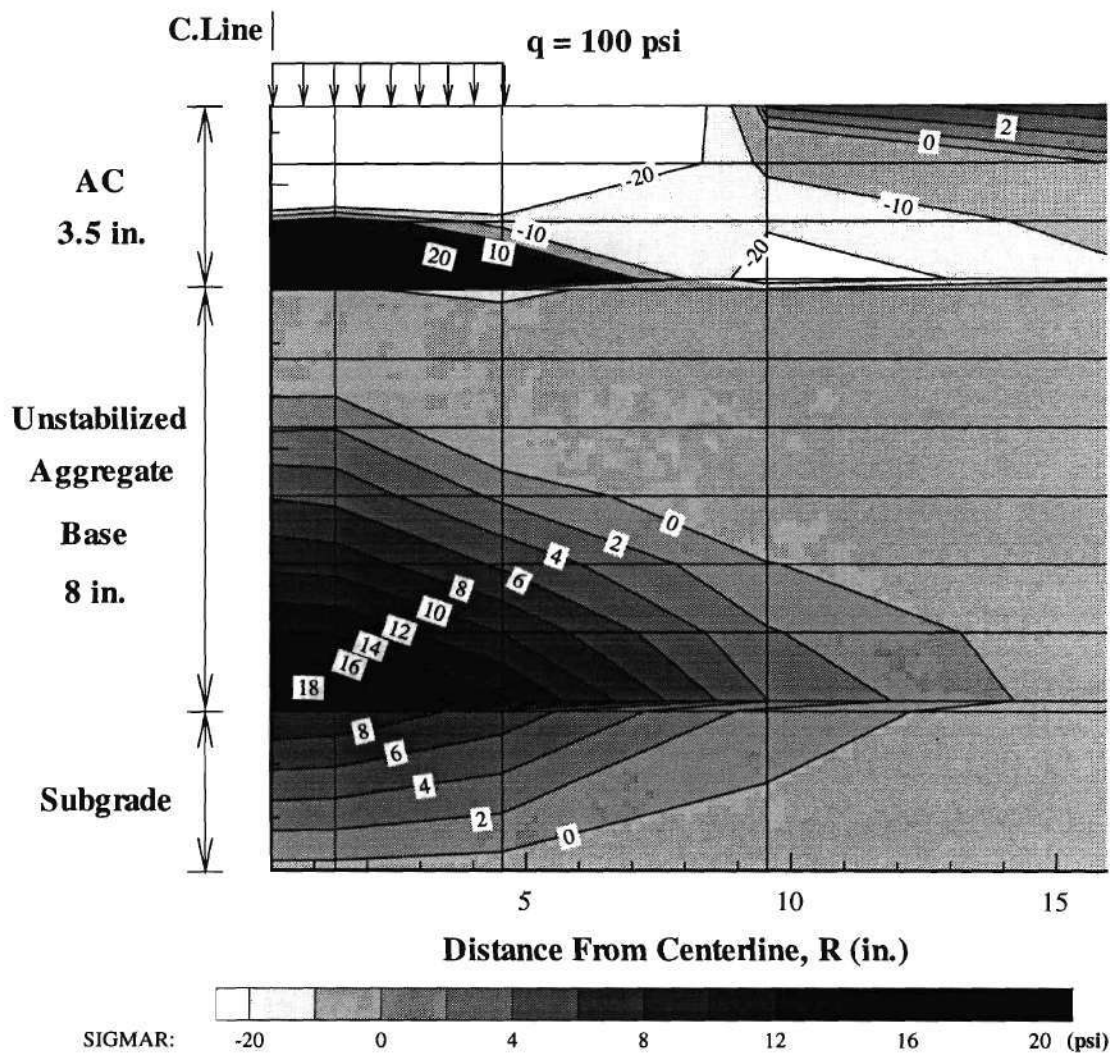 C.Line
q = 100 psi
AC
3.5 in.
2
0
-20
-10
-10
10
20
-20
Unstabilized
Aggregate
Base
8 in.
0
2
4
6
8
10
12
14
16
18
Subgrade
8
6
4
2
0
5 10 15
Distance From Centerline, R (in.)
SIGMAR: -20 0 4 8 12 16 20 (psi)